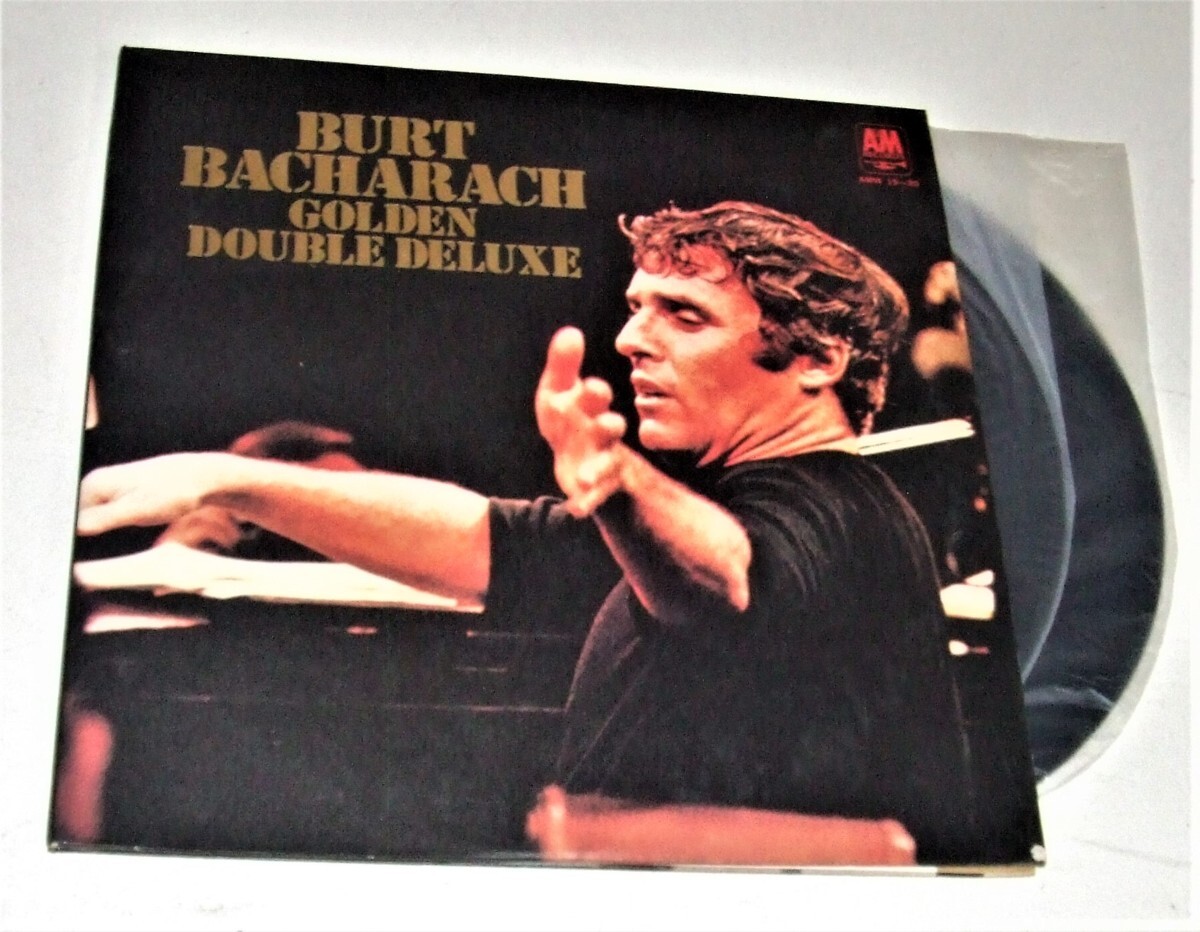 BURT
BACHARACH
GOLDEN
DOUBLE DELUXE
A&M